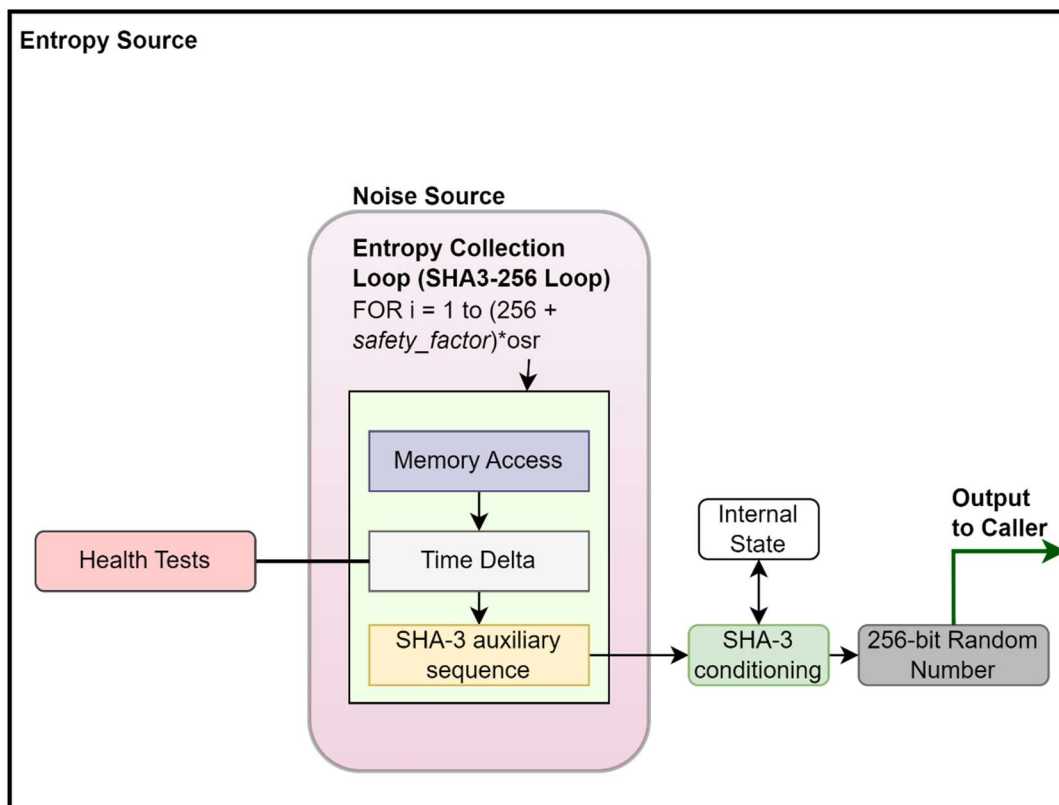 Entropy Source
Noise Source
Entropy Collection
Loop (SHA3-256 Loop)
FOR i = 1 to (256 +
safety_factor)*osr
Memory Access
Health Tests
Time Delta
SHA-3 auxiliary
sequence
Internal
State
SHA-3
conditioning
Output
to Caller
256-bit Random
Number